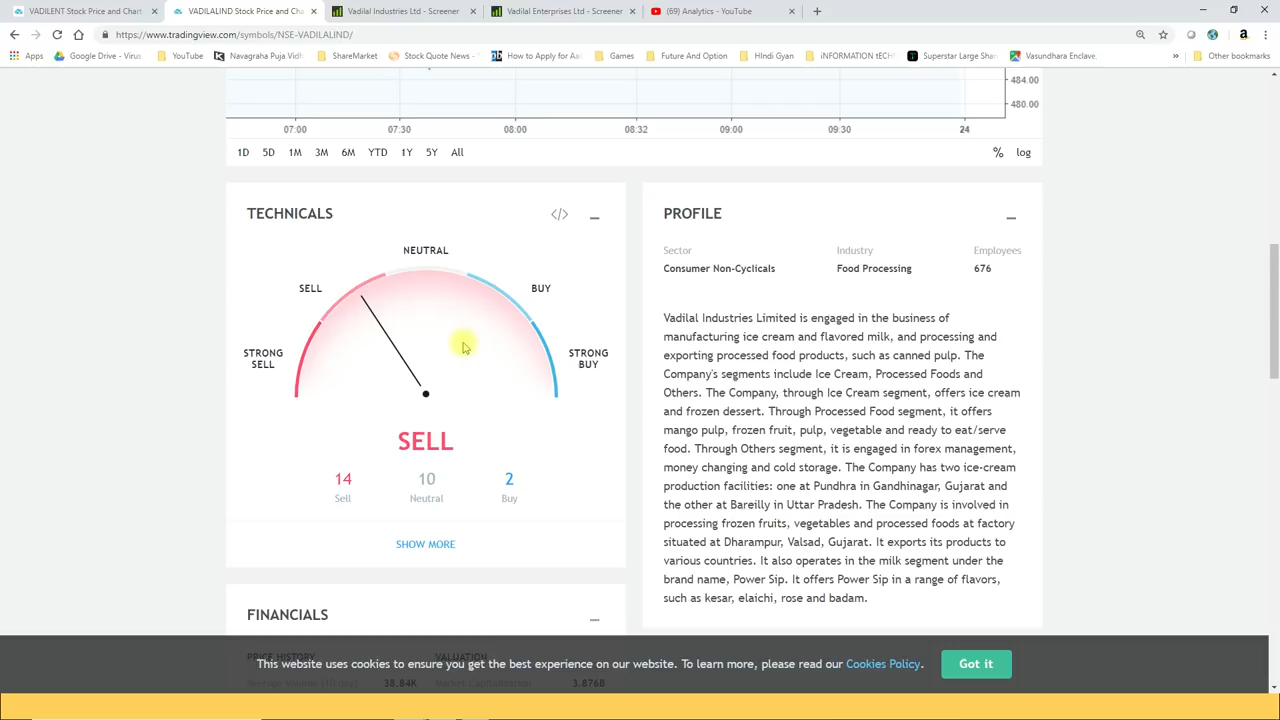 VADILENT Stock Price and Chart
VADILALIND Stock Price and Cha
Vadilal Industries Ltd - Screener
Vadilal Enterprises Ltd - Screener
(69) Analytics - YouTube
https://www.tradingview.com/symbols/NSE-VADILALIND/
Apps
Google Drive - Virus
YouTube
Navagraha Puja Vidh
ShareMarket
Stock Quote News -
How to Apply for Aad
Games
Future And Option
HIndi Gyan
iNFORMATION tECH
Superstar Large Shar
Vasundhara Enclave.
Other bookmarks
484.00
480.00
07:00 07:30 08:00 08:32 09:00 09:30 24
1D 5D 1M 3M 6M YTD 1Y 5Y All
% log
TECHNICALS
</>
NEUTRAL
SELL
BUY
STRONG
SELL
STRONG
BUY
SELL
14 10 2
Sell Neutral Buy
SHOW MORE
FINANCIALS
PRICE HISTORY
VALUATION
Average Volume (10 day) 38.84K
Market Capitalization 3.876B
PROFILE
Sector Industry Employees
Consumer Non-Cyclicals Food Processing 676
Vadilal Industries Limited is engaged in the business of
manufacturing ice cream and flavored milk, and processing and
exporting processed food products, such as canned pulp. The
Company's segments include Ice Cream, Processed Foods and
Others. The Company, through Ice Cream segment, offers ice cream
and frozen dessert. Through Processed Food segment, it offers
mango pulp, frozen fruit, pulp, vegetable and ready to eat/serve
food. Through Others segment, it is engaged in forex management,
money changing and cold storage. The Company has two ice-cream
production facilities: one at Pundhra in Gandhinagar, Gujarat and
the other at Bareilly in Uttar Pradesh. The Company is involved in
processing frozen fruits, vegetables and processed foods at factory
situated at Dharampur, Valsad, Gujarat. It exports its products to
various countries. It also operates in the milk segment under the
brand name, Power Sip. It offers Power Sip in a range of flavors,
such as kesar, elaichi, rose and badam.
This website uses cookies to ensure you get the best experience on our website. To learn more, please read our Cookies Policy.
Got it